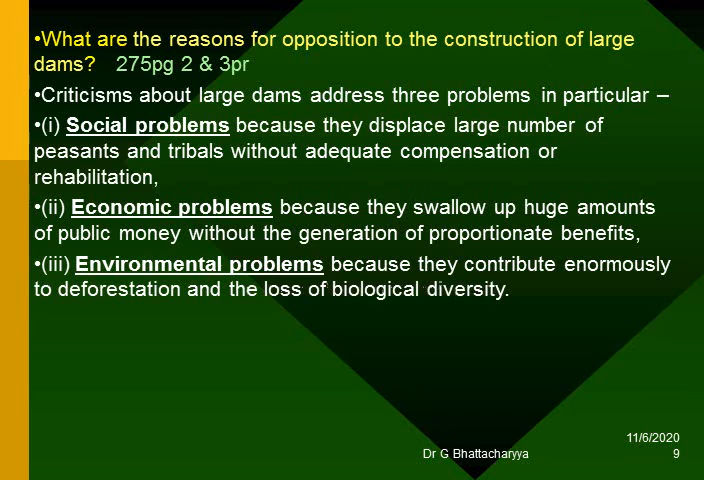 •What are the reasons for opposition to the construction of large
dams? 275pg 2 & 3pr
•Criticisms about large dams address three problems in particular –
•(i) Social problems because they displace large number of
peasants and tribals without adequate compensation or
rehabilitation,
•(ii) Economic problems because they swallow up huge amounts
of public money without the generation of proportionate benefits,
•(iii) Environmental problems because they contribute enormously
to deforestation and the loss of biological diversity.
11/6/2020
Dr G Bhattacharyya 9